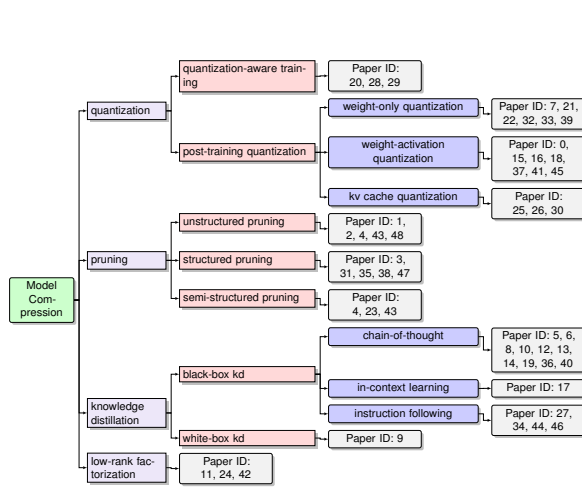 Model
Com-
pression
quantization
quantization-aware train-
ing
Paper ID:
20, 28, 29
post-training quantization
weight-only quantization
Paper ID: 7, 21,
22, 32, 33, 39
weight-activation
quantization
Paper ID: 0,
15, 16, 18,
37, 41, 45
kv cache quantization
Paper ID:
25, 26, 30
pruning
unstructured pruning
Paper ID: 1,
2, 4, 43, 48
structured pruning
Paper ID: 3,
31, 35, 38, 47
semi-structured pruning
Paper ID:
4, 23, 43
knowledge
distillation
black-box kd
chain-of-thought
Paper ID: 5, 6,
8, 10, 12, 13,
14, 19, 36, 40
in-context learning
Paper ID: 17
instruction following
Paper ID: 27,
34, 44, 46
white-box kd
Paper ID: 9
low-rank fac-
torization
Paper ID:
11, 24, 42